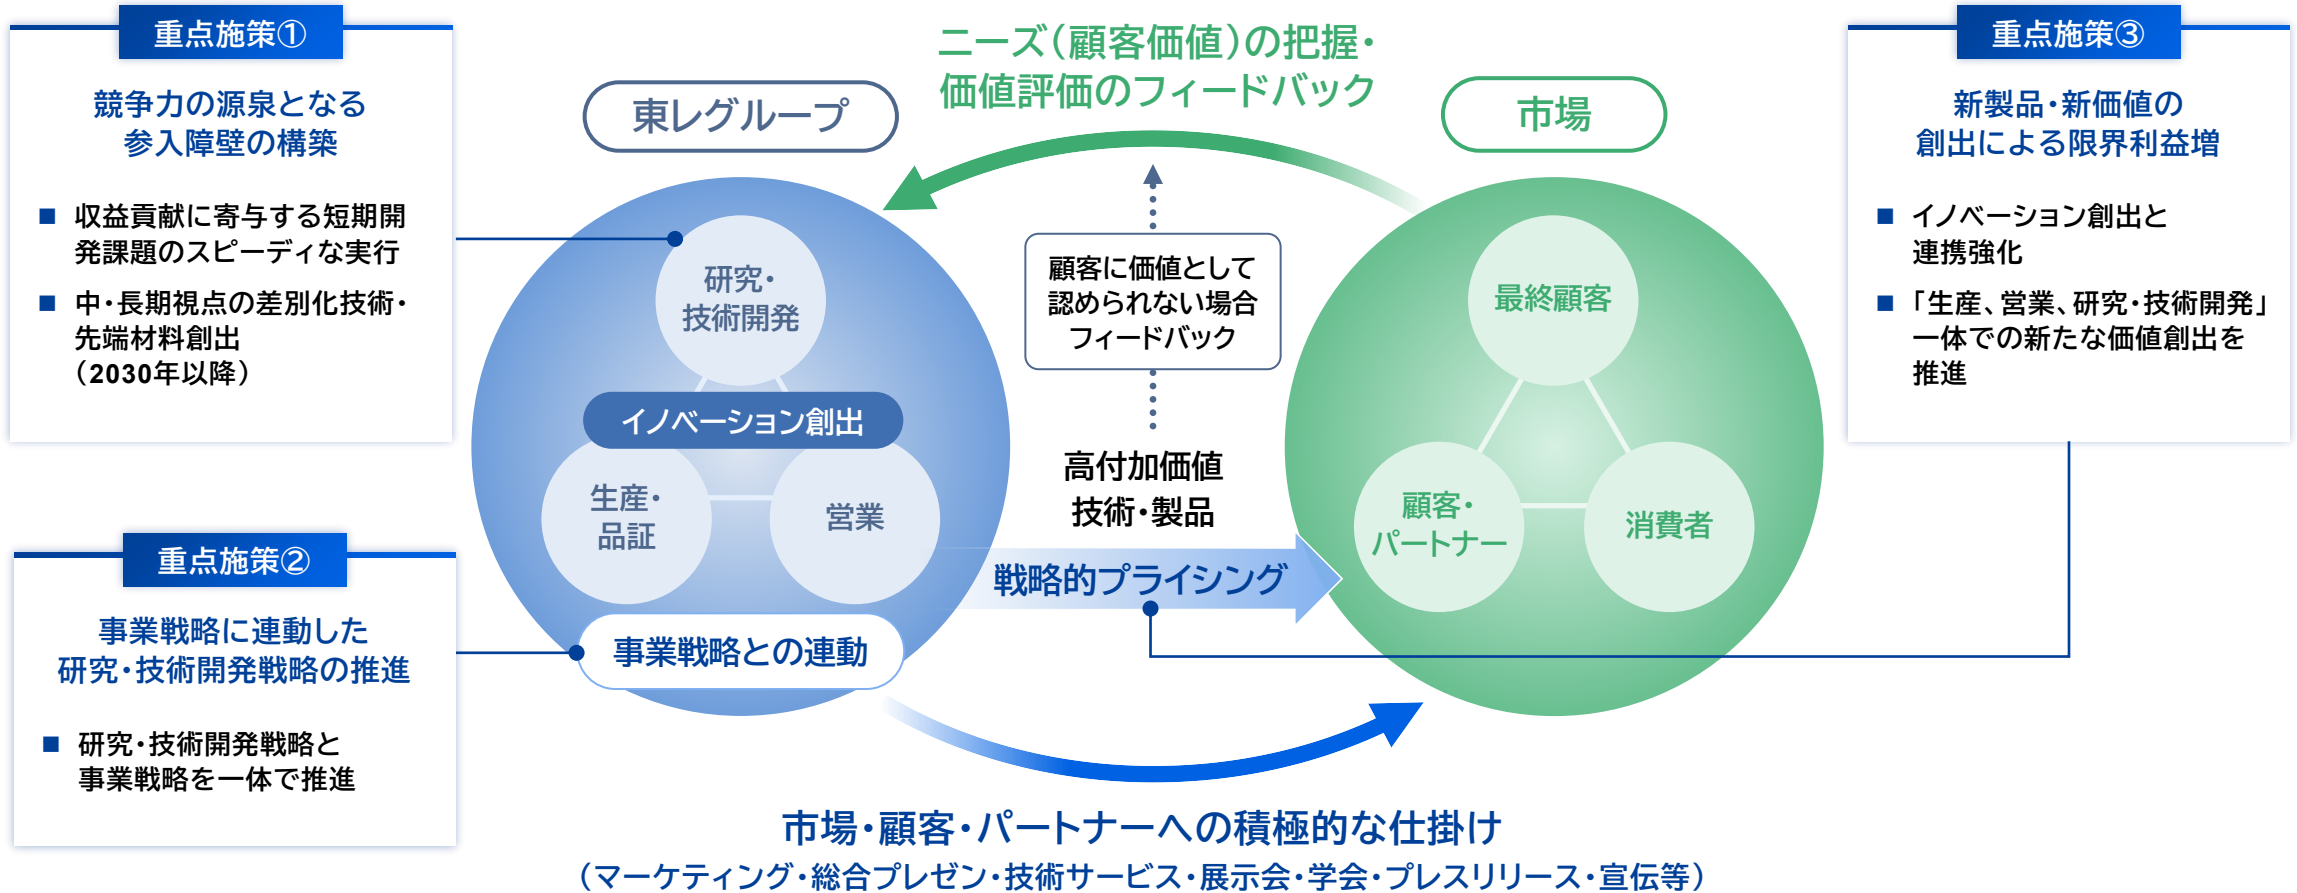 重点施策①
競争力の源泉となる
参入障壁の構築
■ 収益貢献に寄与する短期開
発課題のスピーディな実行
■ 中・長期視点の差別化技術・
先端材料創出
（2030年以降）
重点施策②
事業戦略に連動した
研究・技術開発戦略の推進
■ 研究・技術開発戦略と
事業戦略を一体で推進
東レグループ
研究・
技術開発
イノベーション創出
生産・
品証
営業
事業戦略との連動
ニーズ（顧客価値）の把握・
価値評価のフィードバック
顧客に価値として
認められない場合
フィードバック
高付加価値
技術・製品
戦略的プライシング
市場
最終顧客
顧客・
パートナー
消費者
市場・顧客・パートナーへの積極的な仕掛け
（マーケティング・総合プレゼン・技術サービス・展示会・学会・プレスリリース・宣伝等）
重点施策③
新製品・新価値の
創出による限界利益増
■ イノベーション創出と
連携強化
■ 「生産、営業、研究・技術開発」
一体での新たな価値創出を
推進